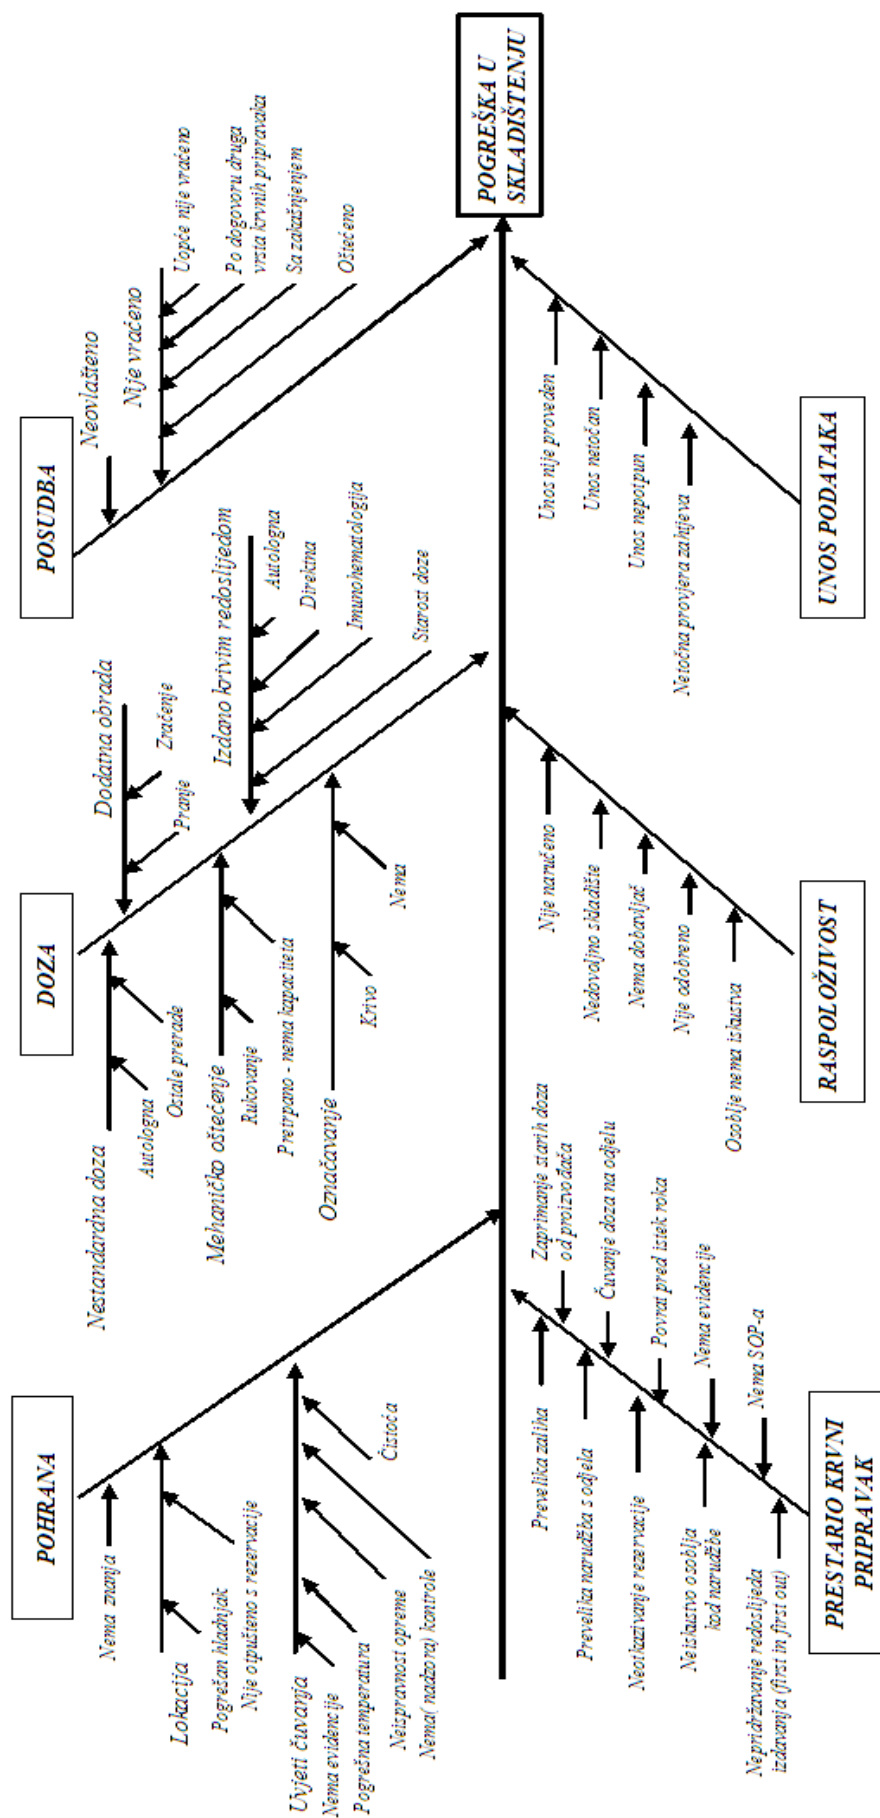 POHRANA
Nema znanja
Lokacija
Pogrešan hladnjak
Nije otpušteno s rezervacije
Uvjeti čuvanja
Nema evidencije
Pogrešna temperatura
Neispravnost opreme
Nema( nadzora) kontrole
Čistoća
DOZA
Nestandardna doza
Autologna
Ostale prerade
Dodatna obrada
Zračenje
Pranje
Mehaničko oštećenje
Rukovanje
Pretrpano - nema kapaciteta
Izdano krivim redoslijedom
Autologna
Direktna
Imunohematologija
Starost doze
Označavanje
Krivo
Nema
POSUDBA
Neovlašteno
Nije vraćeno
Uopće nije vraćeno
Po dogovoru druga
vrsta krvnih pripravaka
Sa zakašnjenjem
Oštećeno
POGREŠKA U
SKLADIŠTENJU
Prevelika zaliha
Zaprimanje starih doza
od proizvođača
Prevelika narudžba s odjela
Čuvanje doza na odjelu
Neotkazivanje rezervacije
Povrat pred istek roka
Neiskustvo osoblja
kod narudžbe
Nema evidencije
Nepridržavanje redoslijeda
izdavanja (first in first out)
Nema SOP-a
PRESTARIO KRVNI
PRIPRAVAK
Nije naručeno
Nedovoljno skladište
Nema dobavljač
Nije odobreno
Osoblje nema iskustva
RASPOLOŽIVOST
Unos nije proveden
Unos netočan
Unos nepotpun
Netočna provjera zahtjeva
UNOS PODATAKA